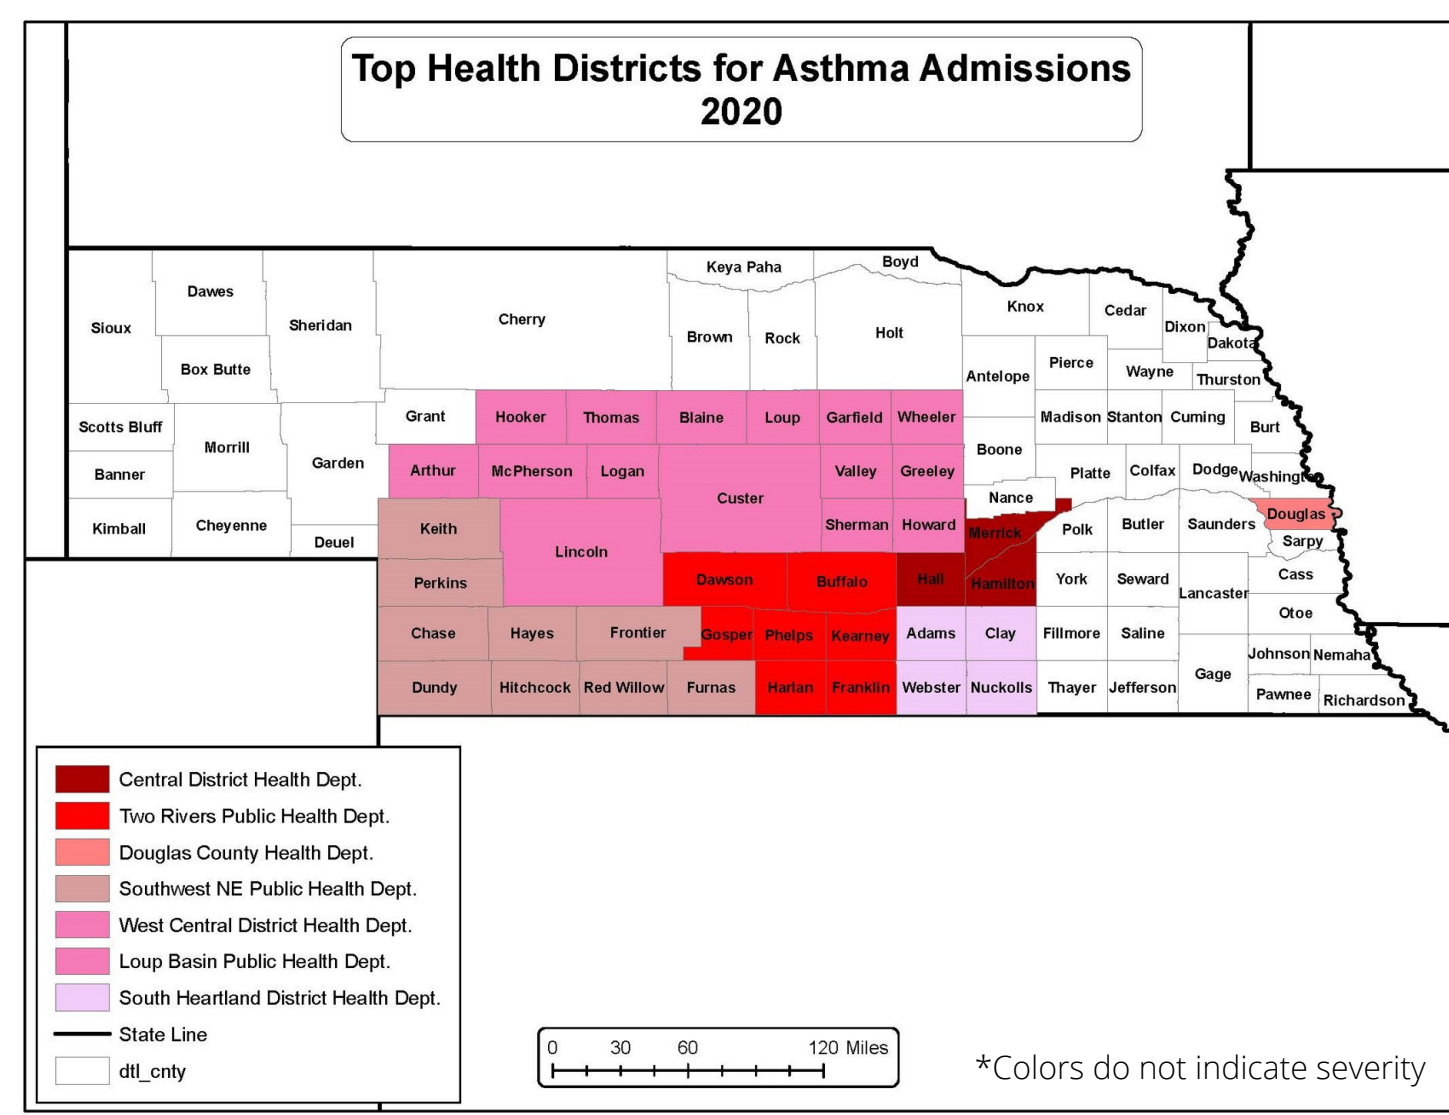 Top Health Districts for Asthma Admissions
2020
Keya Paha
Boyd
Dawes
Sioux
Sheridan
Cherry
Brown
Rock
Holt
Knox
Cedar
Dixon
Dakota
Box Butte
Antelope
Pierce
Wayne
Thurston
Scotts Bluff
Morrill
Grant
Hooker
Thomas
Blaine
Loup
Garfield
Wheeler
Madison
Stanton
Cuming
Burt
Banner
Garden
Arthur
McPherson
Logan
Custer
Valley
Greeley
Boone
Platte
Colfax
Dodge
Washington
Nance
Kimball
Cheyenne
Deuel
Keith
Lincoln
Sherman
Howard
Merrick
Polk
Butler
Saunders
Douglas
Sarpy
Perkins
Dawson
Buffalo
Hall
Hamilton
York
Seward
Lancaster
Cass
Otoe
Chase
Hayes
Frontier
Gosper
Phelps
Kearney
Adams
Clay
Fillmore
Saline
Johnson
Nemaha
Dundy
Hitchcock
Red Willow
Furnas
Harlan
Franklin
Webster
Nuckolls
Thayer
Jefferson
Gage
Pawnee
Richardson
Central District Health Dept.
Two Rivers Public Health Dept.
Douglas County Health Dept.
Southwest NE Public Health Dept.
West Central District Health Dept.
Loup Basin Public Health Dept.
South Heartland District Health Dept.
State Line
dtl_cnty
0 30 60 120 Miles
*Colors do not indicate severity